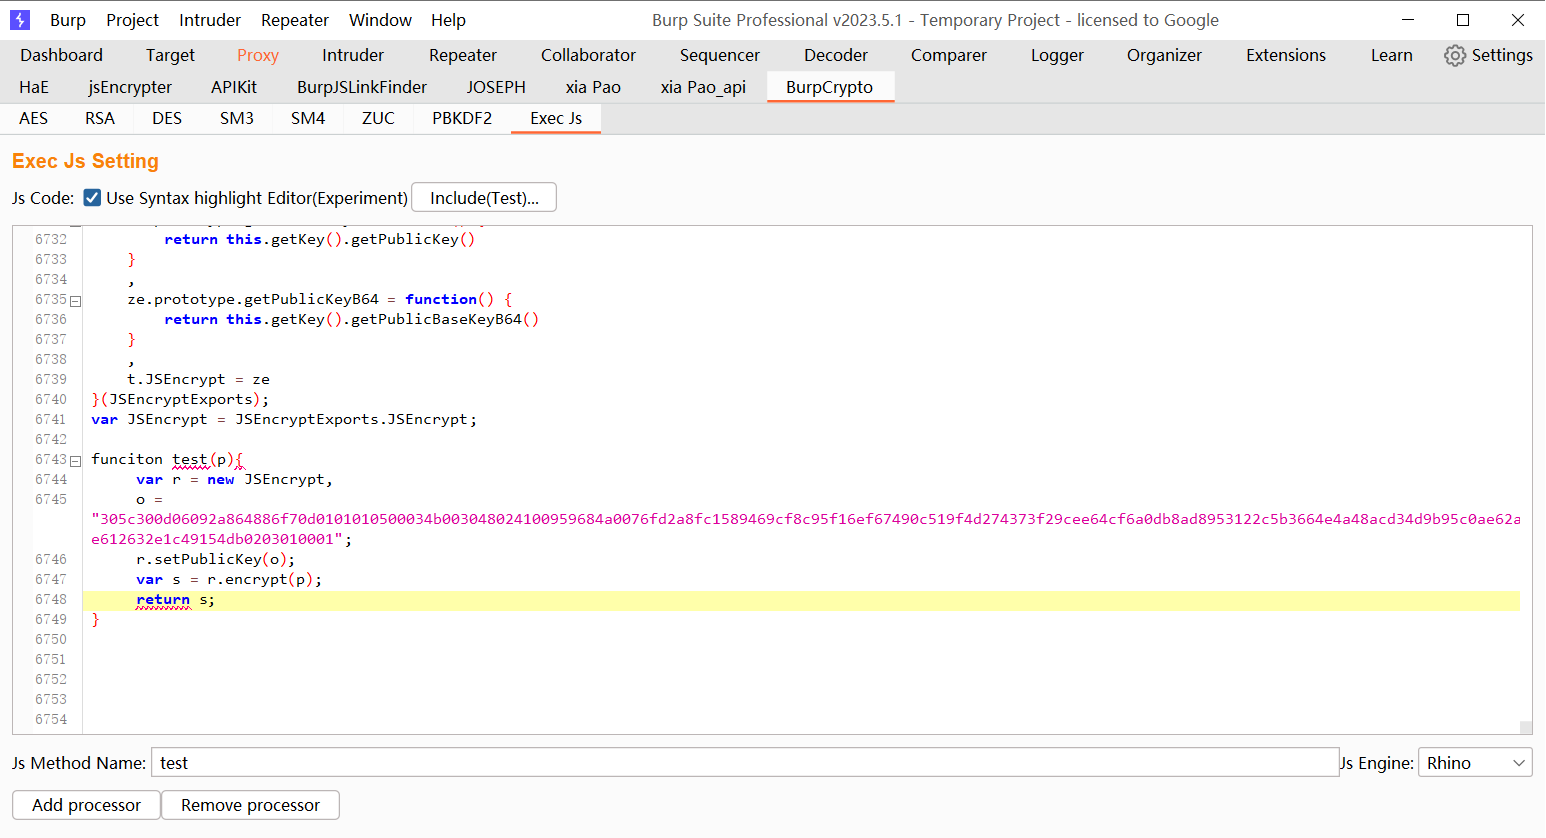 Burp Project Intruder Repeater Window Help Burp Suite Professional v2023.5.1 - Temporary Project - licensed to Google
Dashboard Target Proxy Intruder Repeater Collaborator Sequencer Decoder Comparer Logger Organizer Extensions Learn Settings
HaE jsEncrypter APIKit BurpJSLinkFinder JOSEPH xia Pao xia Pao_api BurpCrypto
AES RSA DES SM3 SM4 ZUC PBKDF2 Exec Js
Exec Js Setting
Js Code: Use Syntax highlight Editor(Experiment) Include(Test)...
6732 return this.getKey().getPublicKey()
6733 }
6734 ,
6735 ze.prototype.getPublicKeyB64 = function() {
6736 return this.getKey().getPublicBaseKeyB64()
6737 }
6738 ,
6739 t.JSEncrypt = ze
6740 }(JSEncryptExports);
6741 var JSEncrypt = JSEncryptExports.JSEncrypt;
6742
6743 funciton test(p){
6744 var r = new JSEncrypt,
6745 o =
"305c300d06092a864886f70d0101010500034b003048024100959684a0076fd2a8fc1589469cf8c95f16ef67490c519f4d274373f29cee64cf6a0db8ad8953122c5b3664e4a48acd34d9b95c0ae62a
e612632e1c49154db0203010001";
6746 r.setPublicKey(o);
6747 var s = r.encrypt(p);
6748 return s;
6749 }
6750
6751
6752
6753
6754
Js Method Name: test Js Engine: Rhino
Add processor Remove processor